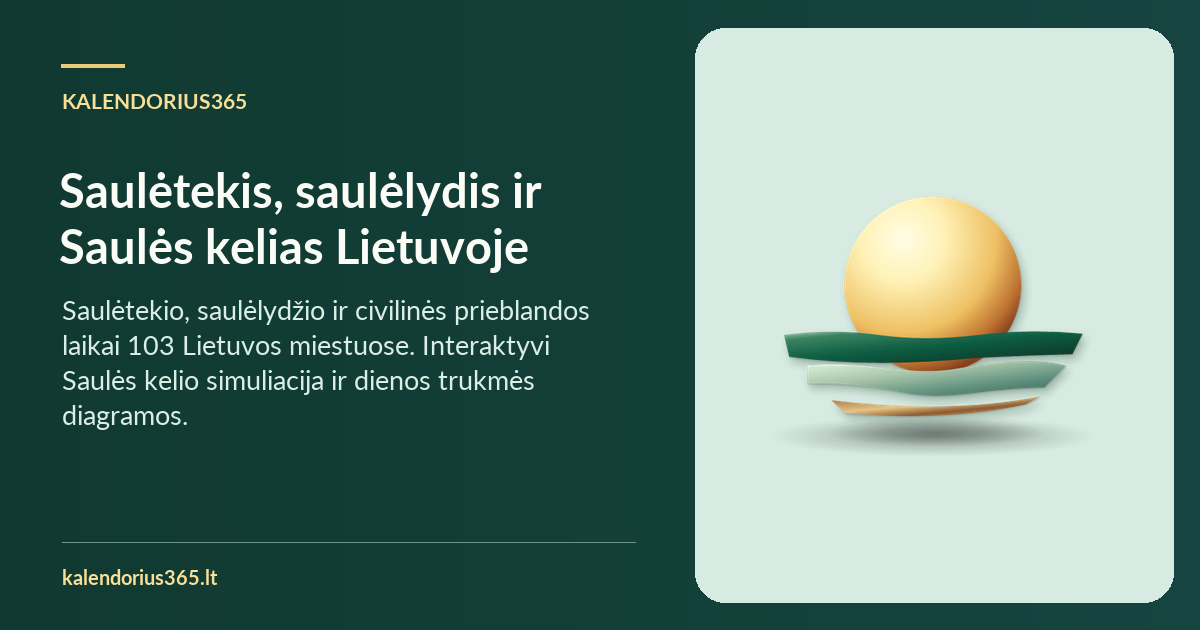 KALENDORIUS365
Saulėtekis, saulėlydis ir
Saulės kelias Lietuvoje
Saulėtekio, saulėlydžio ir civilinės prieblandos
laikai 103 Lietuvos miestuose. Interaktyvi
Saulės kelio simuliacija ir dienos trukmės
diagramos.
kalendorius365.lt